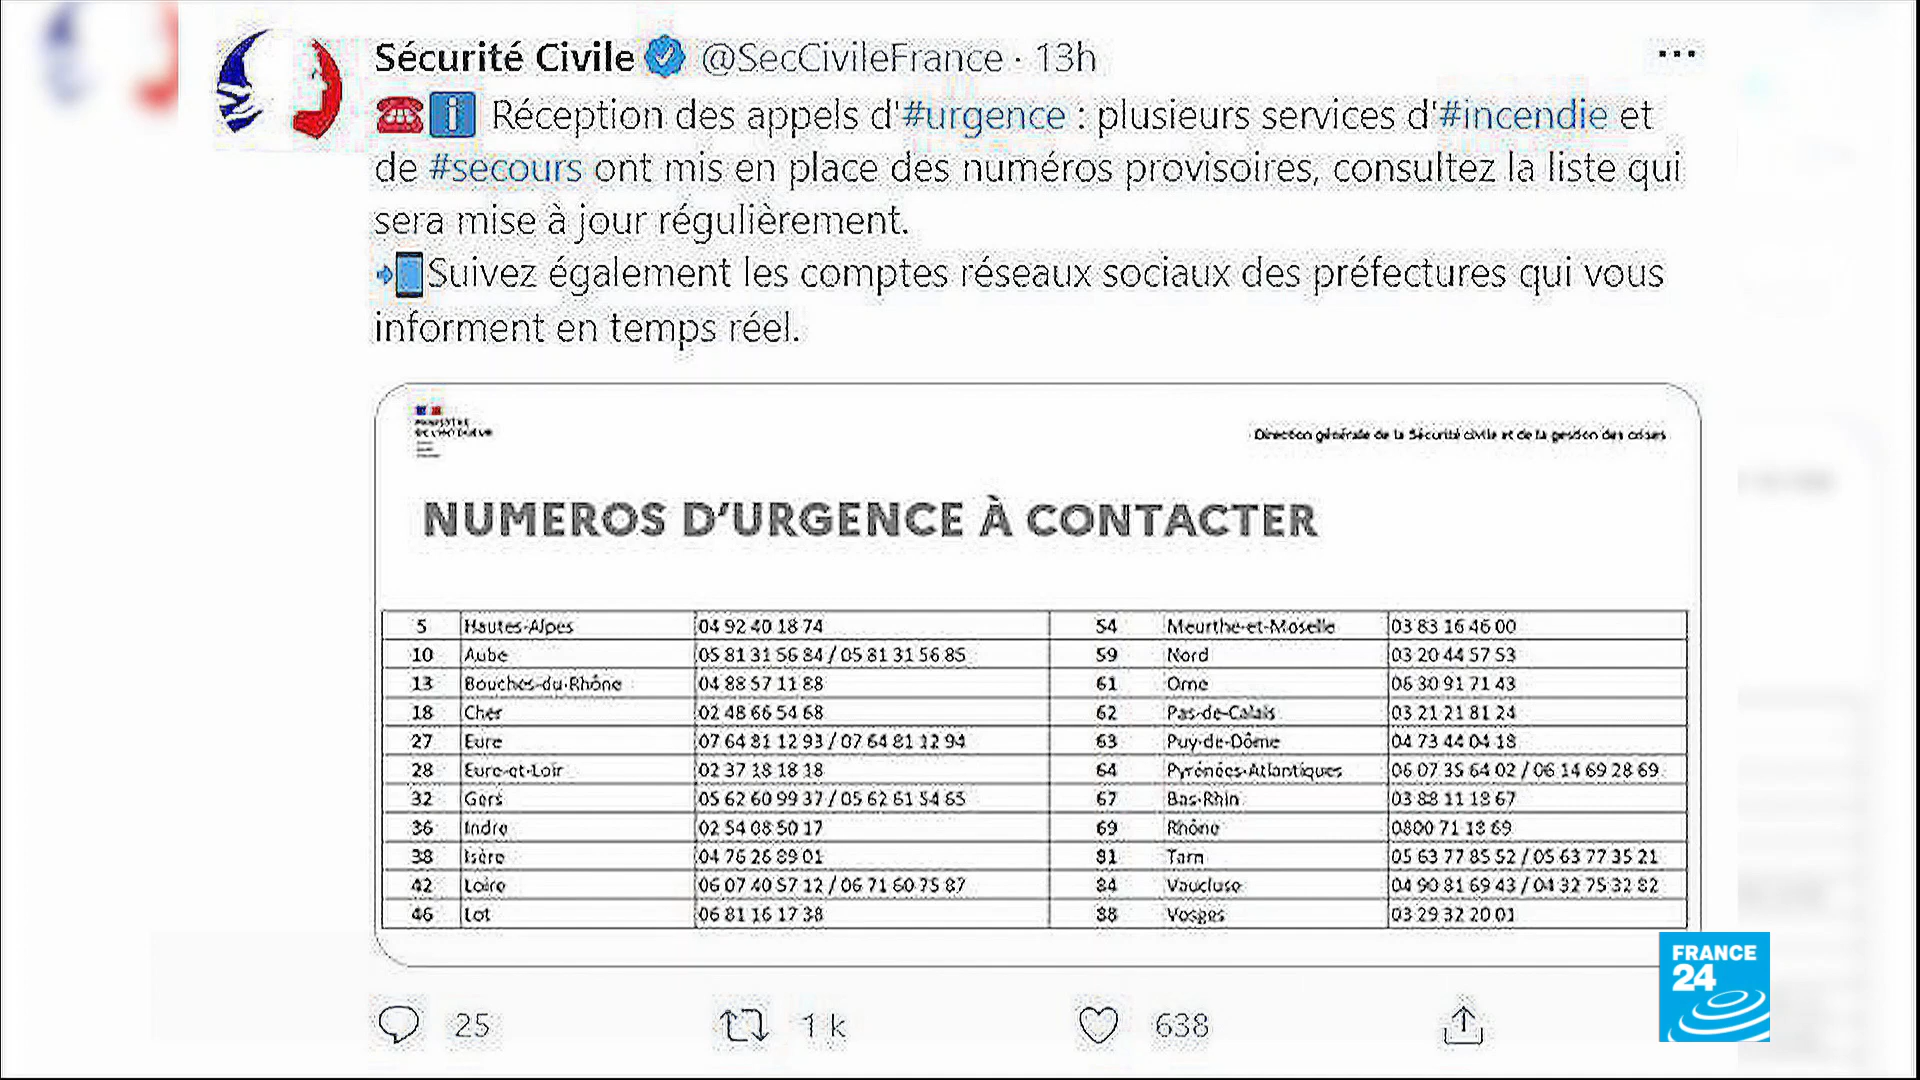 Sécurité Civile @SecCivileFrance · 13h
Réception des appels d'#urgence : plusieurs services d'#incendie et
de #secours ont mis en place des numéros provisoires, consultez la liste qui
sera mise à jour régulièrement.
Suivez également les comptes réseaux sociaux des préfectures qui vous
informent en temps réel.
MINISTÈRE
DE L'INTÉRIEUR
Direction générale de la Sécurité civile et de la gestion des crises
NUMEROS D'URGENCE À CONTACTER
5 Hautes-Alpes 04 92 40 18 74 54 Meurthe-et-Moselle 03 83 16 46 00
10 Aube 05 81 31 56 84 / 05 81 31 56 85 59 Nord 03 20 44 57 53
13 Bouches-du-Rhône 04 88 57 11 88 61 Orne 06 30 91 71 43
18 Cher 02 48 66 54 68 62 Pas-de-Calais 03 21 21 81 24
27 Eure 07 64 81 12 93 / 07 64 81 12 94 63 Puy-de-Dôme 04 73 44 04 18
28 Eure-et-Loir 02 37 18 18 18 64 Pyrénées-Atlantiques 06 07 35 64 02 / 06 14 69 28 69
32 Gers 05 62 60 99 37 / 05 62 61 54 65 67 Bas-Rhin 03 88 11 18 67
36 Indre 02 54 08 50 17 69 Rhône 0800 71 18 69
38 Isère 04 76 26 89 01 81 Tarn 05 63 77 85 52 / 05 63 77 35 21
42 Loire 06 07 40 57 12 / 06 71 60 75 87 84 Vaucluse 04 90 81 69 43 / 04 32 75 32 82
46 Lot 06 81 16 17 38 88 Vosges 03 29 32 20 01
25 1 k 638
FRANCE
24